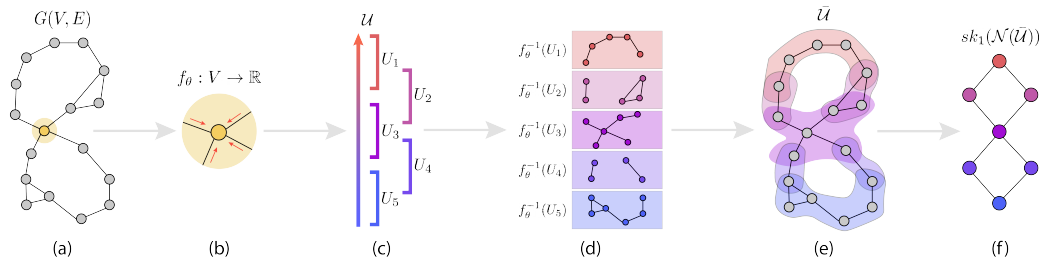 G(V, E)
(a)
f_θ : V → ℝ
(b)
𝒰
U_1
U_2
U_3
U_4
U_5
(c)
f_θ^{-1}(U_1)
f_θ^{-1}(U_2)
f_θ^{-1}(U_3)
f_θ^{-1}(U_4)
f_θ^{-1}(U_5)
(d)
𝒰̄
(e)
sk_1(𝒩(𝒰̄))
(f)